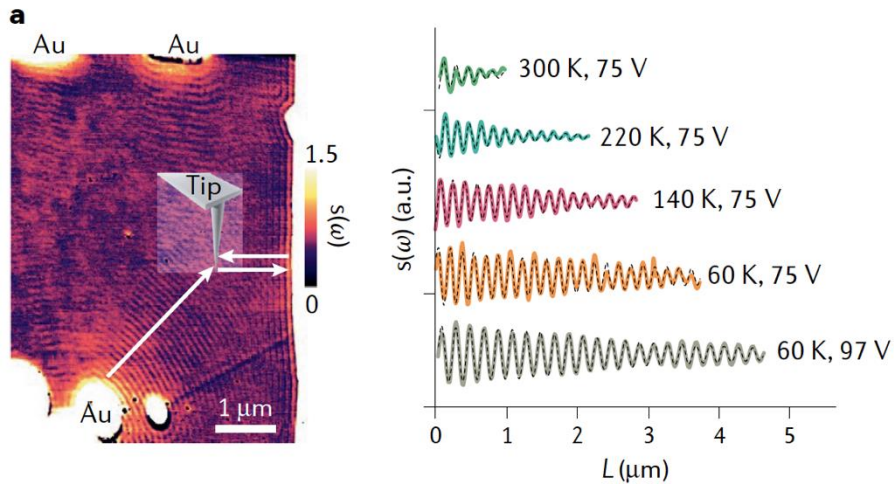 a
Au
Au
Tip
Au
1 μm
1.5
s(ω)
0
s(ω) (a.u.)
300 K, 75 V
220 K, 75 V
140 K, 75 V
60 K, 75 V
60 K, 97 V
0 1 2 3 4 5
L (μm)